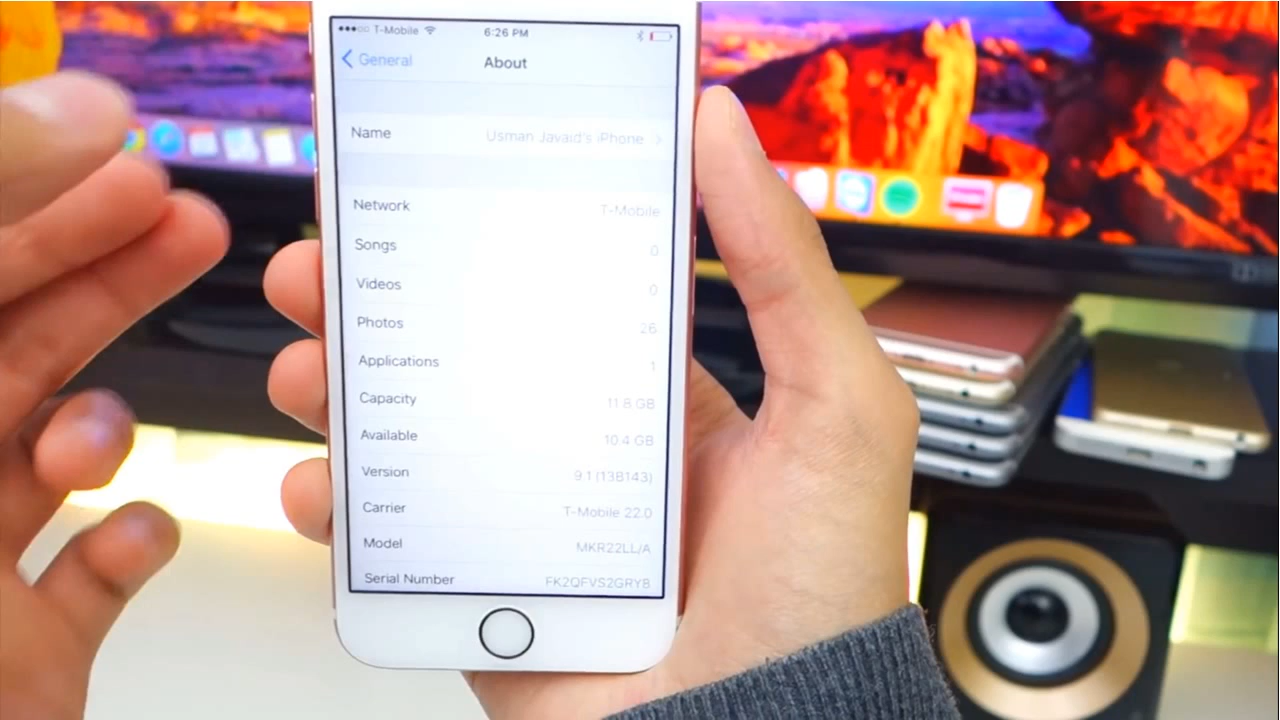 T-Mobile 6:26 PM
General About
Name Usman Javaid's iPhone
Network T-Mobile
Songs 0
Videos 0
Photos 26
Applications 1
Capacity 11.8 GB
Available 10.4 GB
Version 9.1 (13B143)
Carrier T-Mobile 22.0
Model MKR22LL/A
Serial Number FK2QFVS2GRY8